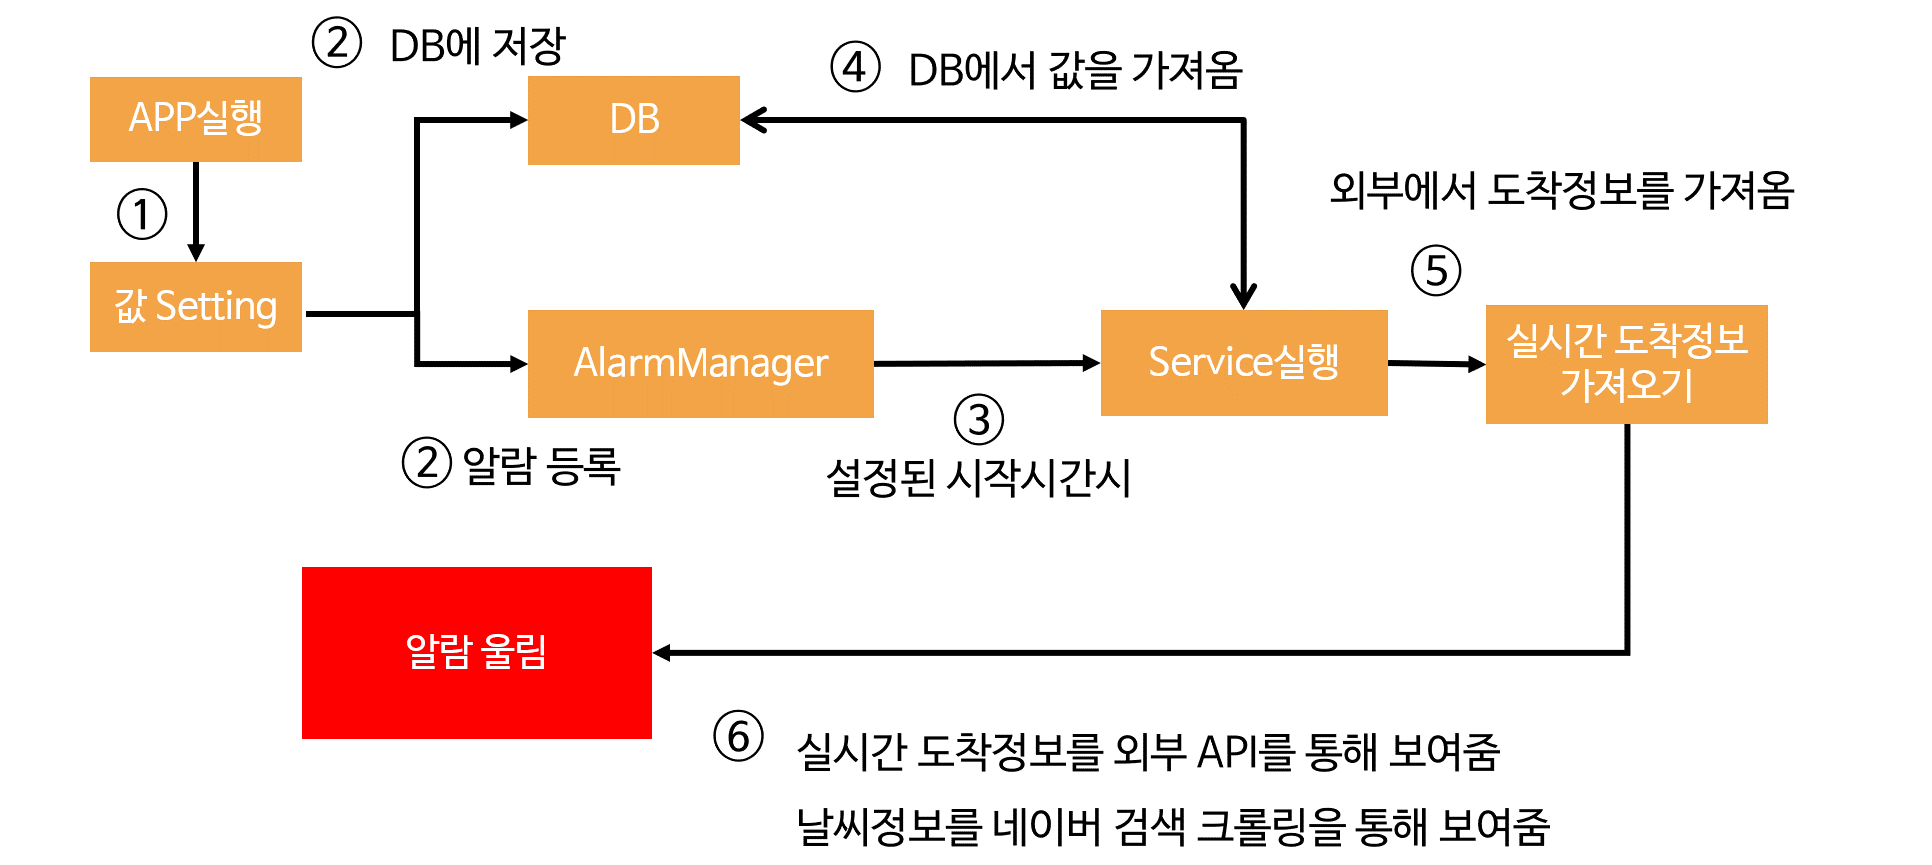 ② DB에 저장
④ DB에서 값을 가져옴
APP실행
DB
외부에서 도착정보를 가져옴
①
⑤
값 Setting
AlarmManager
Service실행
실시간 도착정보
가져오기
③
② 알람 등록
설정된 시작시간시
알람 울림
⑥ 실시간 도착정보를 외부 API를 통해 보여줌
날씨정보를 네이버 검색 크롤링을 통해 보여줌